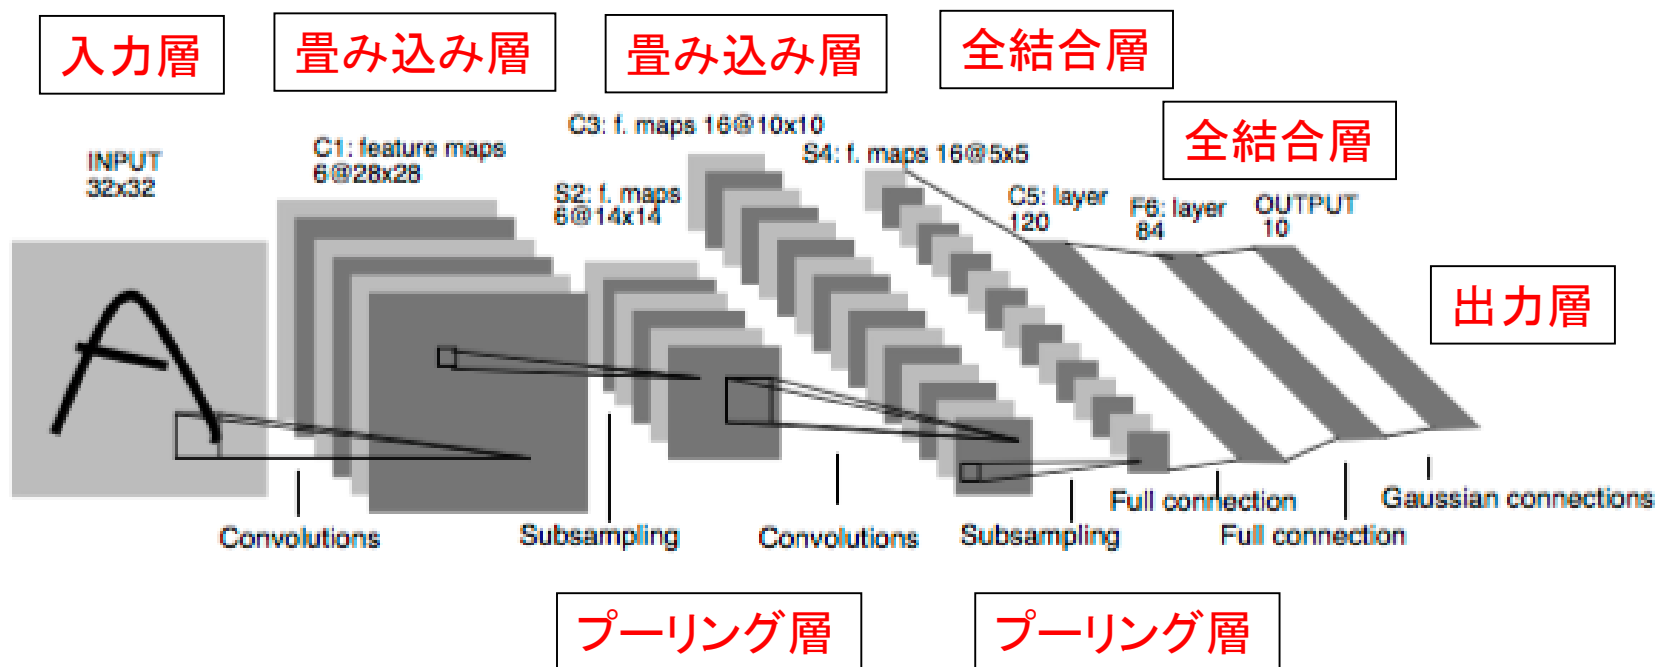 入力層
畳み込み層
畳み込み層
全結合層
全結合層
INPUT
32x32
C1: feature maps
6@28x28
C3: f. maps 16@10x10
S2: f. maps
6@14x14
S4: f. maps 16@5x5
C5: layer
120
F6: layer
84
OUTPUT
10
出力層
Convolutions
Subsampling
Convolutions
Subsampling
Full connection
Full connection
Gaussian connections
プーリング層
プーリング層
A